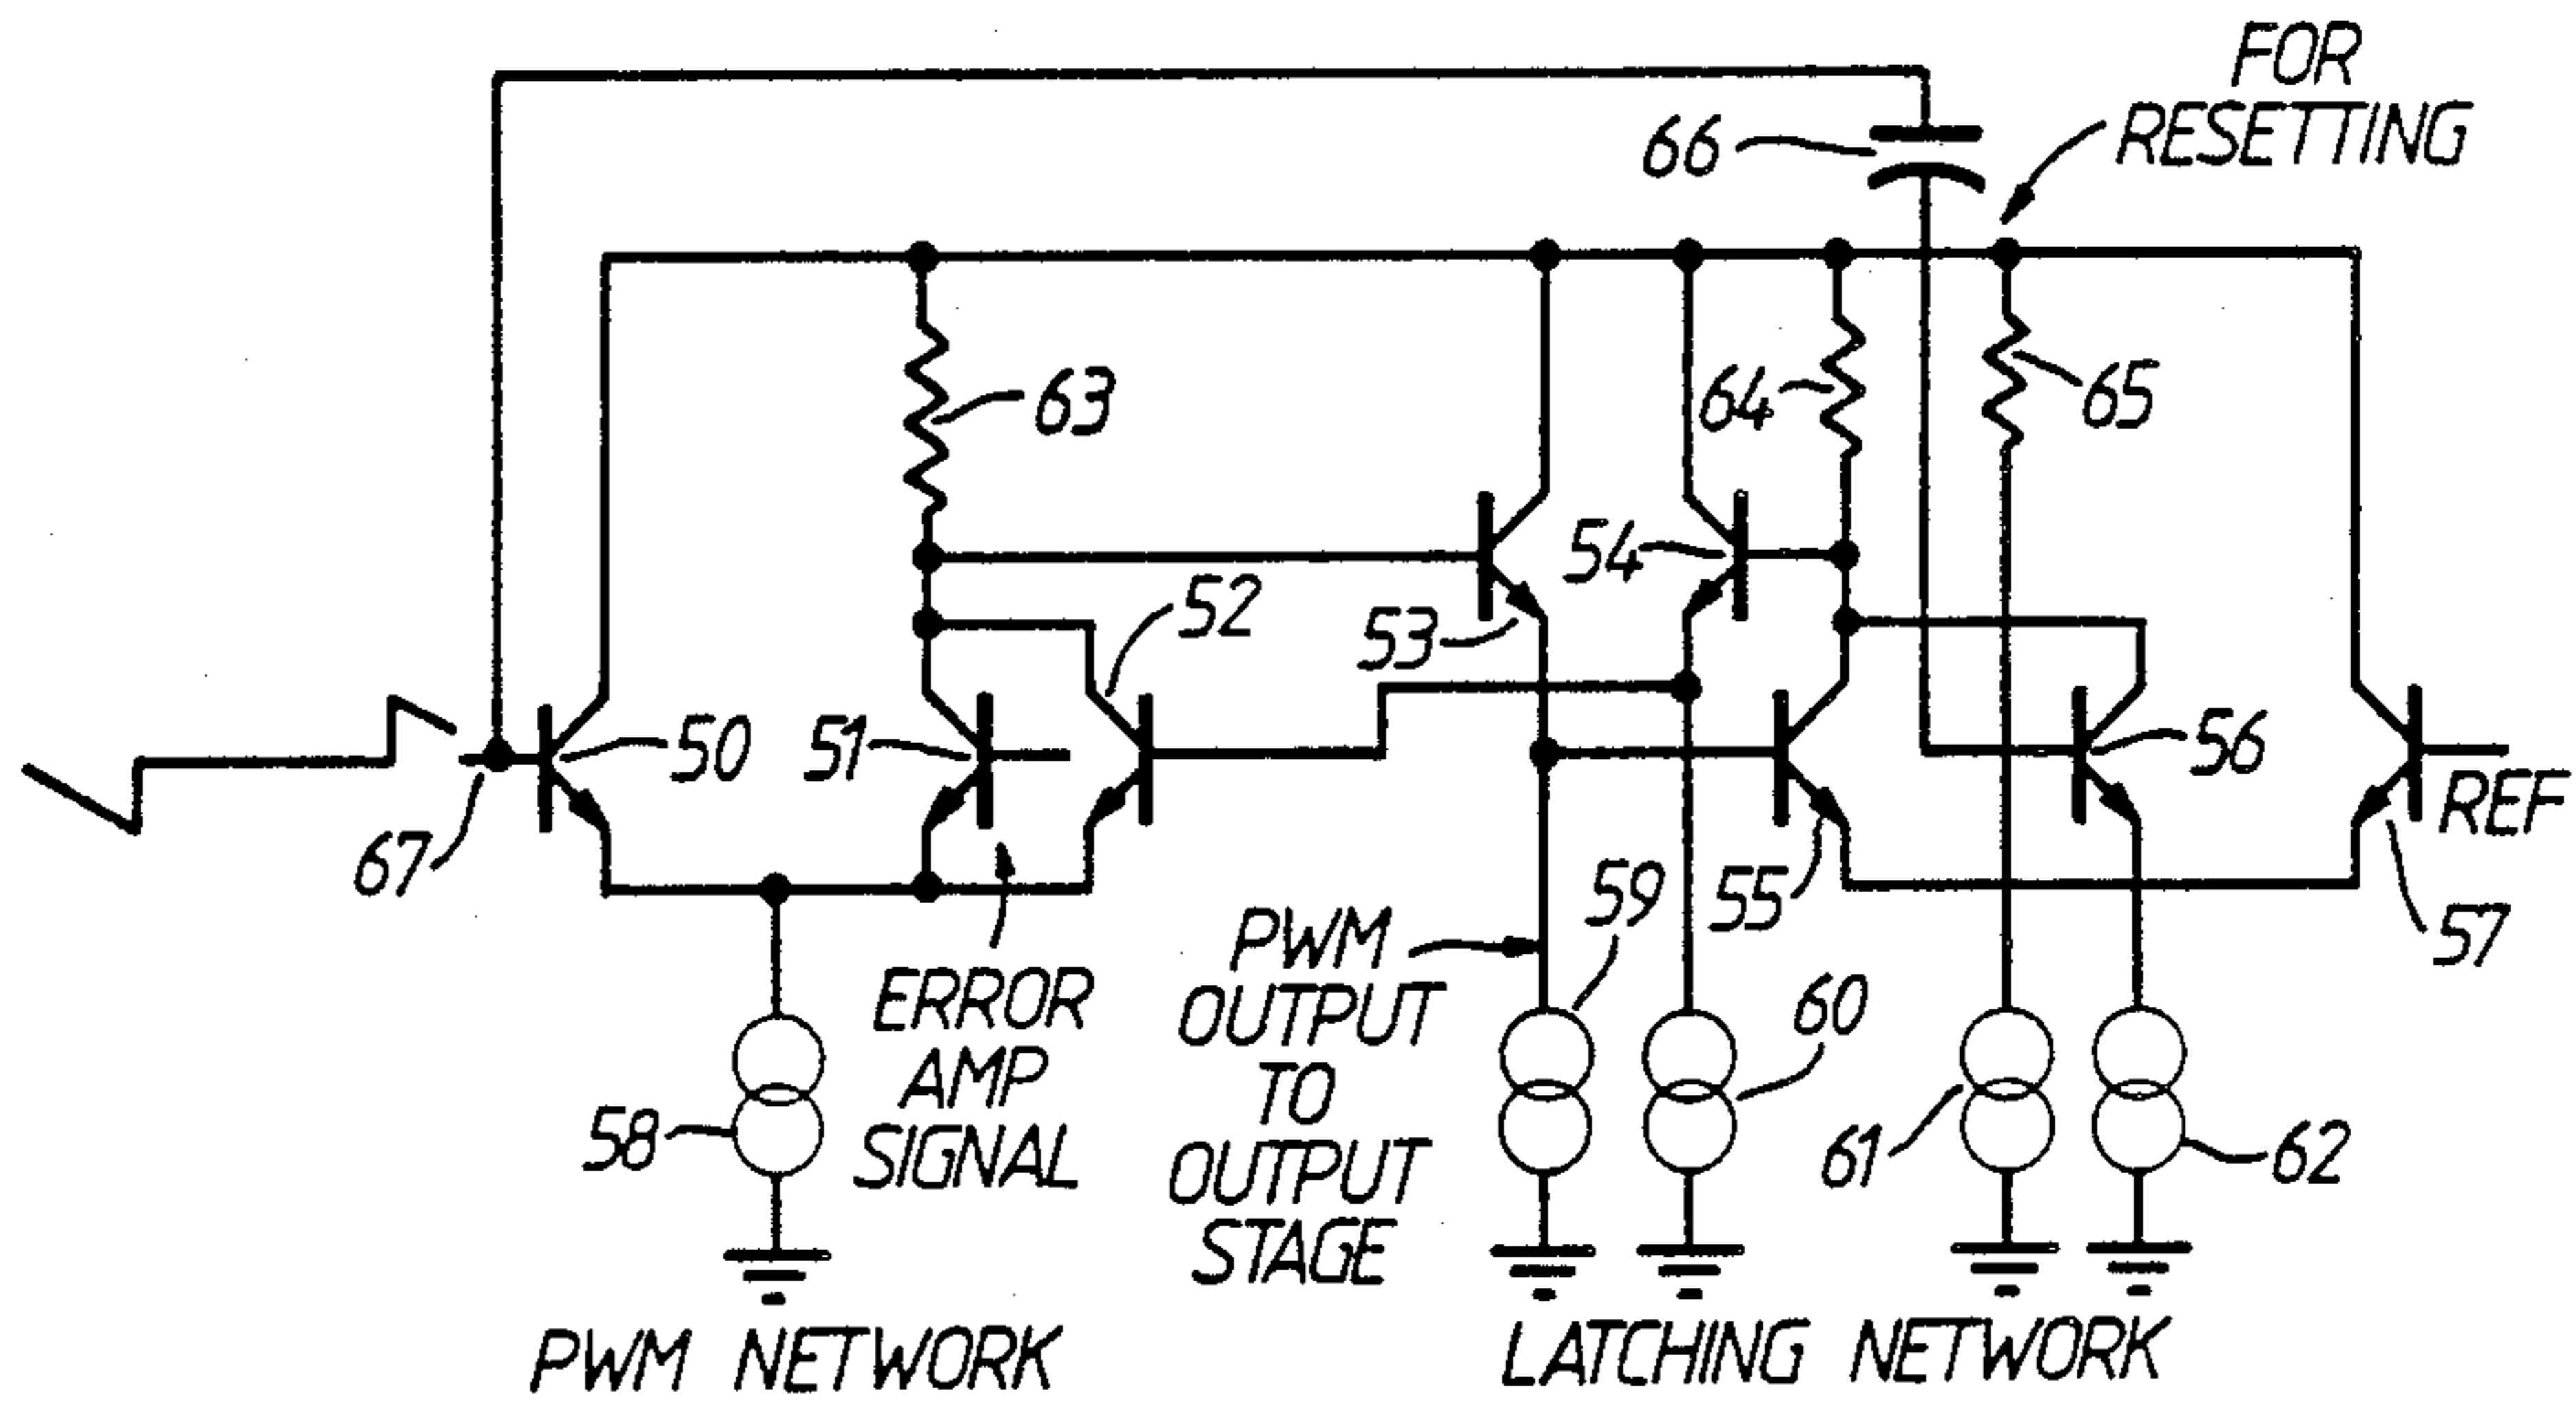 FOR
RESETTING
66
63
64
65
52
54
53
50
51
56
REF
67
59
55
57
PWM
OUTPUT
TO
OUTPUT
STAGE
ERROR
AMP
SIGNAL
60
58
61
62
PWM NETWORK
LATCHING NETWORK